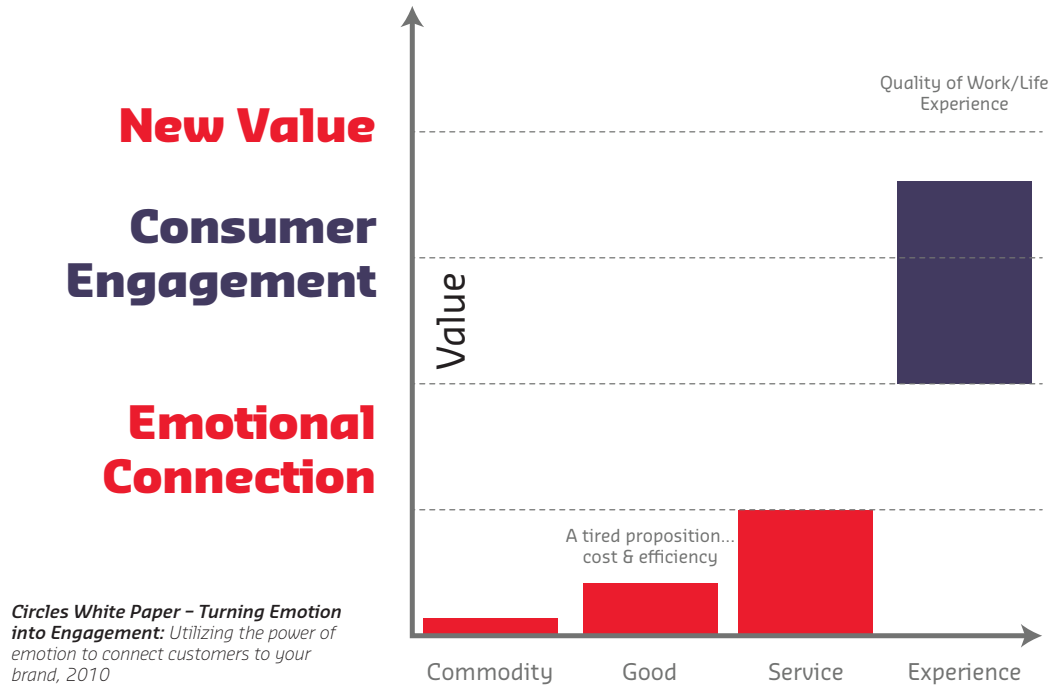 New Value
Consumer
Engagement
Emotional
Connection
Circles White Paper – Turning Emotion
into Engagement: Utilizing the power of
emotion to connect customers to your
brand, 2010
Value
Quality of Work/Life
Experience
A tired proposition...
cost & efficiency
Commodity
Good
Service
Experience